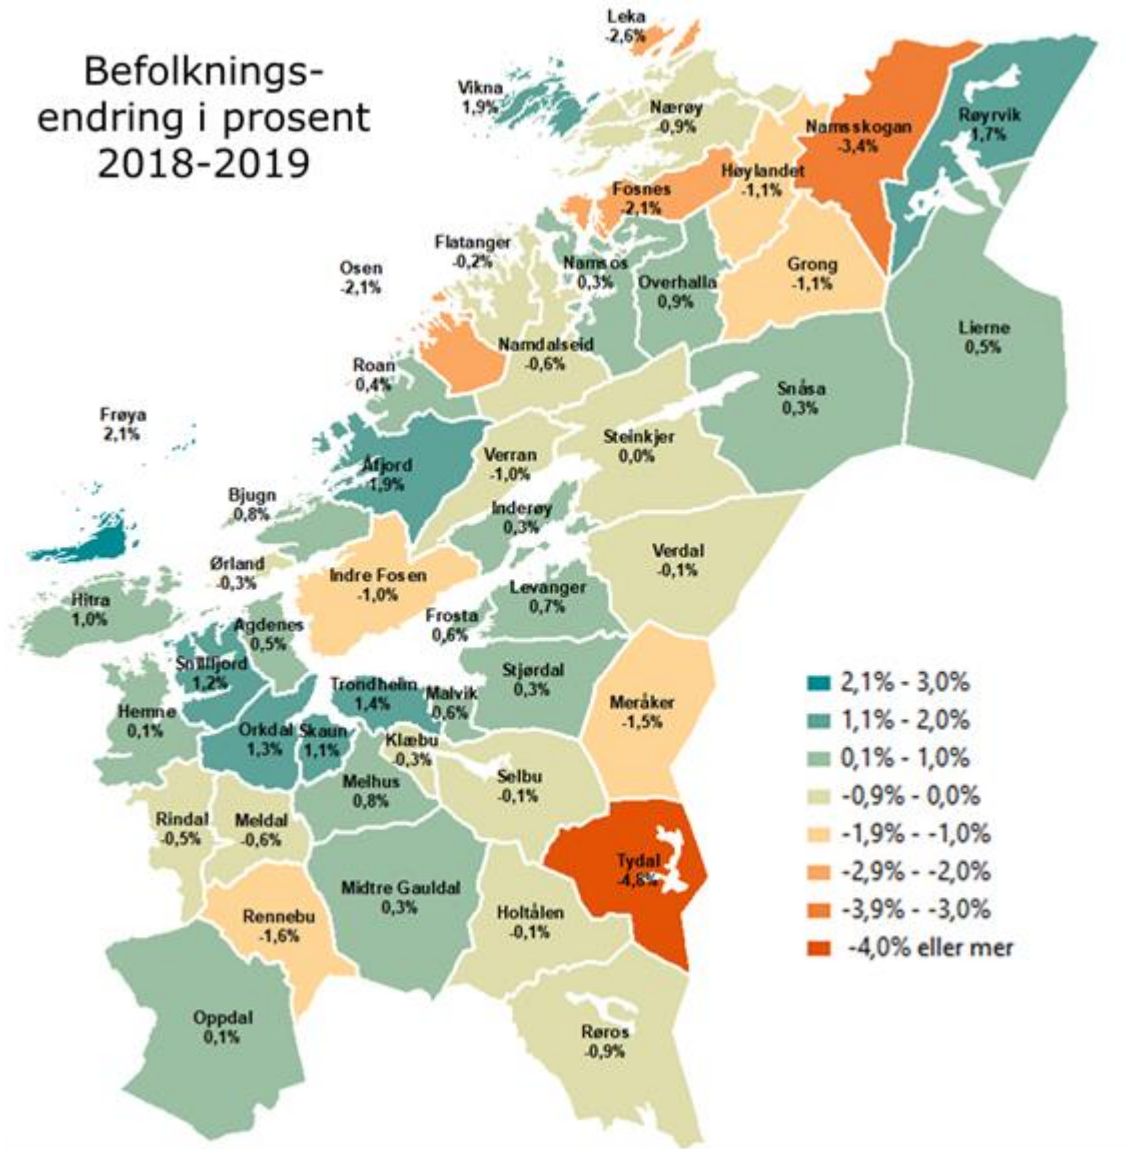 Befolknings-
endring i prosent
2018-2019
Leka
-2,6%
Vikna
1,9%
Nærøy
-0,9%
Namsskogan
-3,4%
Røyrvik
1,7%
Høylandet
-1,1%
Fosnes
-2,1%
Flatanger
-0,2%
Namsos
0,3%
Overhalla
0,9%
Grong
-1,1%
Osen
-2,1%
Lierne
0,5%
Namdalseid
-0,6%
Roan
0,4%
Snåsa
0,3%
Frøya
2,1%
Steinkjer
0,0%
Verran
-1,0%
Åfjord
1,9%
Bjugn
0,8%
Inderøy
0,3%
Verdal
-0,1%
Ørland
-0,3%
Indre Fosen
-1,0%
Levanger
0,7%
Hitra
1,0%
Frosta
0,6%
Agdenes
0,5%
Snillfjord
1,2%
Stjørdal
0,3%
Trondheim
1,4%
Malvik
0,6%
Meråker
-1,5%
Hemne
0,1%
Orkdal
1,3%
Skaun
1,1%
Klæbu
-0,3%
Selbu
-0,1%
Melhus
0,8%
Rindal
-0,5%
Meldal
-0,6%
Tydal
-4,8%
Midtre Gauldal
0,3%
Holtålen
-0,1%
Rennebu
-1,6%
Oppdal
0,1%
Røros
-0,9%
2,1% - 3,0%
1,1% - 2,0%
0,1% - 1,0%
-0,9% - 0,0%
-1,9% - -1,0%
-2,9% - -2,0%
-3,9% - -3,0%
-4,0% eller mer